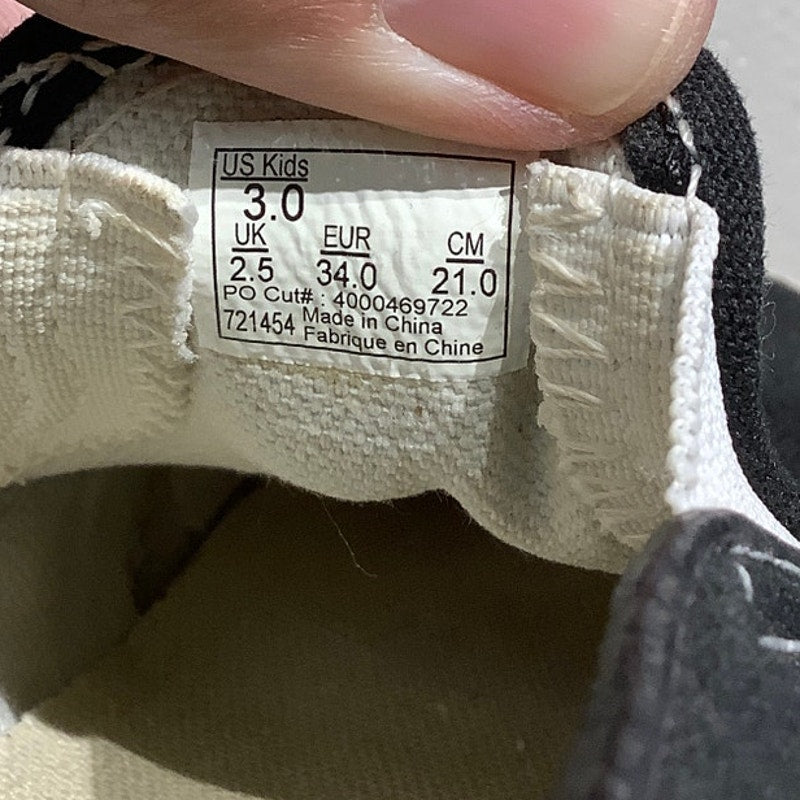 US Kids
3.0
UK EUR CM
2.5 34.0 21.0
PO Cut# : 4000469722
721454 Made in China
Fabrique en Chine